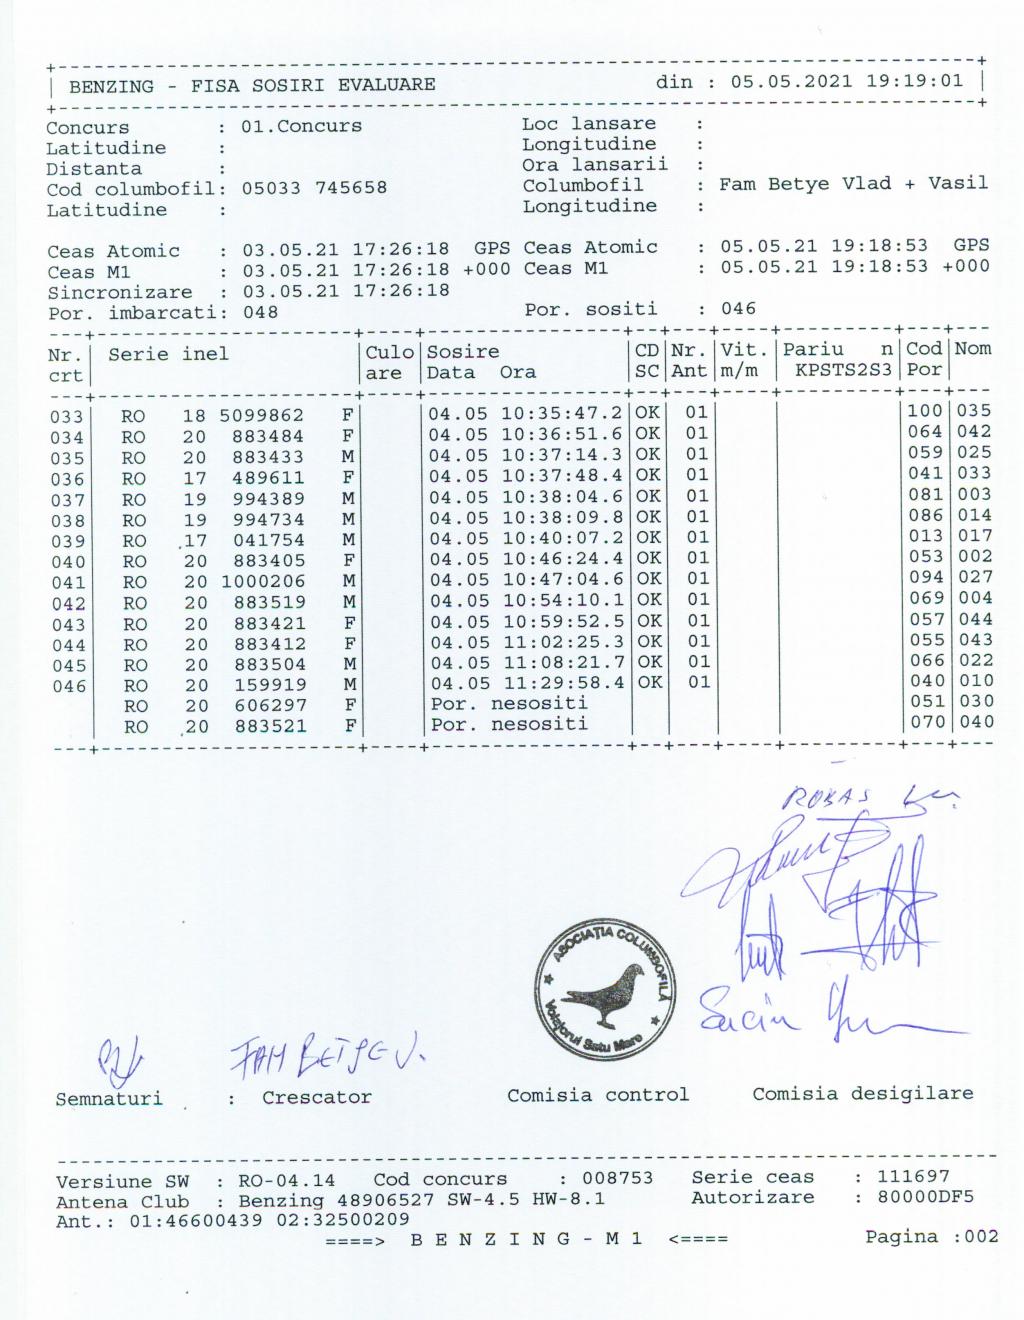 BENZING - FISA SOSIRI EVALUARE din : 05.05.2021 19:19:01
Concurs : 01.Concurs Loc lansare :
Latitudine : Longitudine :
Distanta : Ora lansarii :
Cod columbofil: 05033 745658 Columbofil : Fam Betye Vlad + Vasil
Latitudine : Longitudine :
Ceas Atomic : 03.05.21 17:26:18 GPS Ceas Atomic : 05.05.21 19:18:53 GPS
Ceas M1 : 03.05.21 17:26:18 +000 Ceas M1 : 05.05.21 19:18:53 +000
Sincronizare : 03.05.21 17:26:18
Por. imbarcati: 048 Por. sositi : 046
Nr. Serie inel Culo Sosire CD Nr. Vit. Pariu n Cod Nom
crt are Data Ora SC Ant m/m KPSTS2S3 Por
033 RO 18 5099862 F 04.05 10:35:47.2 OK 01 100 035
034 RO 20 883484 F 04.05 10:36:51.6 OK 01 064 042
035 RO 20 883433 M 04.05 10:37:14.3 OK 01 059 025
036 RO 17 489611 F 04.05 10:37:48.4 OK 01 041 033
037 RO 19 994389 M 04.05 10:38:04.6 OK 01 081 003
038 RO 19 994734 M 04.05 10:38:09.8 OK 01 086 014
039 RO 17 041754 M 04.05 10:40:07.2 OK 01 013 017
040 RO 20 883405 F 04.05 10:46:24.4 OK 01 053 002
041 RO 20 1000206 M 04.05 10:47:04.6 OK 01 094 027
042 RO 20 883519 M 04.05 10:54:10.1 OK 01 069 004
043 RO 20 883421 F 04.05 10:59:52.5 OK 01 057 044
044 RO 20 883412 F 04.05 11:02:25.3 OK 01 055 043
045 RO 20 883504 M 04.05 11:08:21.7 OK 01 066 022
046 RO 20 159919 M 04.05 11:29:58.4 OK 01 040 010
RO 20 606297 F Por. nesositi 051 030
RO 20 883521 F Por. nesositi 070 040
ROBAS
ASOCIAȚIA COLUMBOFILĂ
Voiajorul Satu Mare
FAM BETYE V.
Semnaturi : Crescator Comisia control Comisia desigilare
Versiune SW : RO-04.14 Cod concurs : 008753 Serie ceas : 111697
Antena Club : Benzing 48906527 SW-4.5 HW-8.1 Autorizare : 80000DF5
Ant.: 01:46600439 02:32500209
====> B E N Z I N G - M 1 <==== Pagina :002